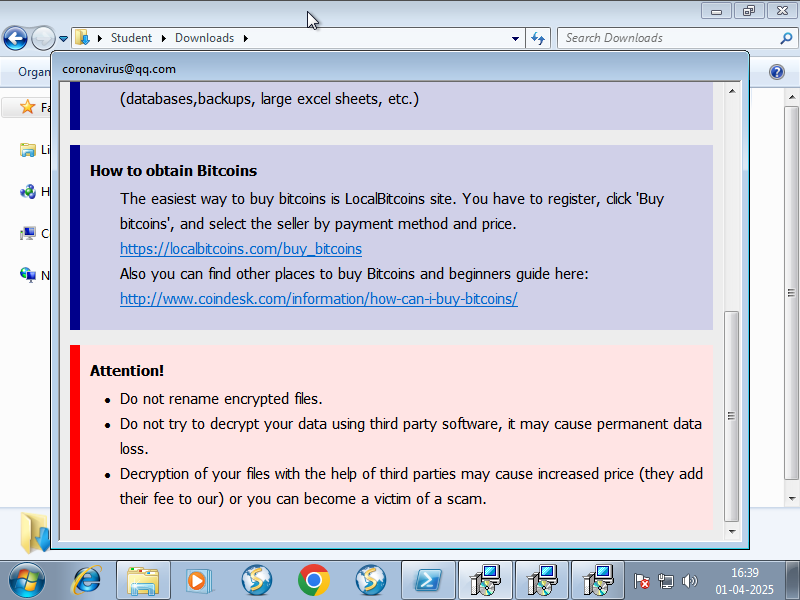 Student Downloads
Search Downloads
Organ
coronavirus@qq.com
Fa
(databases,backups, large excel sheets, etc.)
Li
How to obtain Bitcoins
H
The easiest way to buy bitcoins is LocalBitcoins site. You have to register, click 'Buy
bitcoins', and select the seller by payment method and price.
C
https://localbitcoins.com/buy_bitcoins
Also you can find other places to buy Bitcoins and beginners guide here:
N
http://www.coindesk.com/information/how-can-i-buy-bitcoins/
Attention!
Do not rename encrypted files.
Do not try to decrypt your data using third party software, it may cause permanent data
loss.
Decryption of your files with the help of third parties may cause increased price (they add
their fee to our) or you can become a victim of a scam.
16:39
01-04-2025